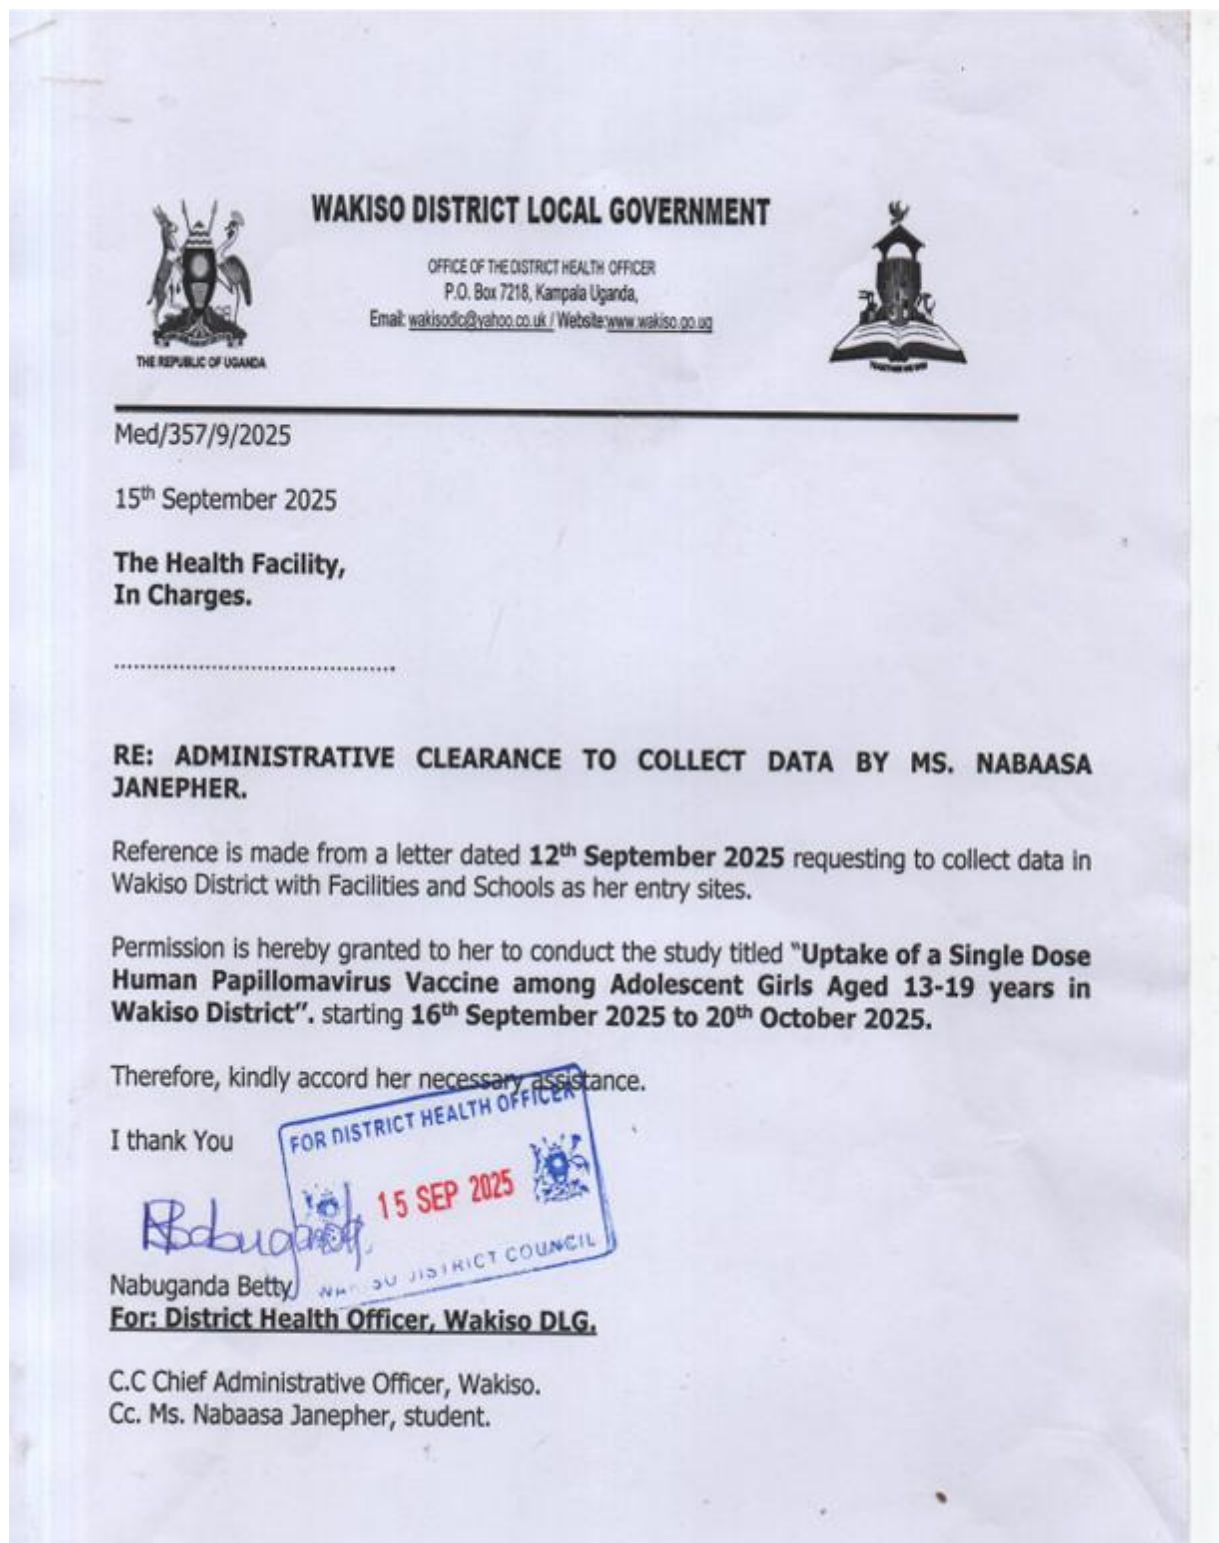 WAKISO DISTRICT LOCAL GOVERNMENT
OFFICE OF THE DISTRICT HEALTH OFFICER
P.O. Box 7218, Kampala Uganda,
Email: wakisodlc@yahoo.co.uk / Website:www.wakiso.go.ug
THE REPUBLIC OF UGANDA
Med/357/9/2025
15th September 2025
The Health Facility,
In Charges.
...........................................
RE: ADMINISTRATIVE CLEARANCE TO COLLECT DATA BY MS. NABAASA
JANEPHER.
Reference is made from a letter dated 12th September 2025 requesting to collect data in
Wakiso District with Facilities and Schools as her entry sites.
Permission is hereby granted to her to conduct the study titled "Uptake of a Single Dose
Human Papillomavirus Vaccine among Adolescent Girls Aged 13-19 years in
Wakiso District". starting 16th September 2025 to 20th October 2025.
Therefore, kindly accord her necessary assistance.
I thank You
FOR DISTRICT HEALTH OFFICER
15 SEP 2025
WAKISO DISTRICT COUNCIL
Nabuganda Betty
For: District Health Officer, Wakiso DLG.
C.C Chief Administrative Officer, Wakiso.
Cc. Ms. Nabaasa Janepher, student.